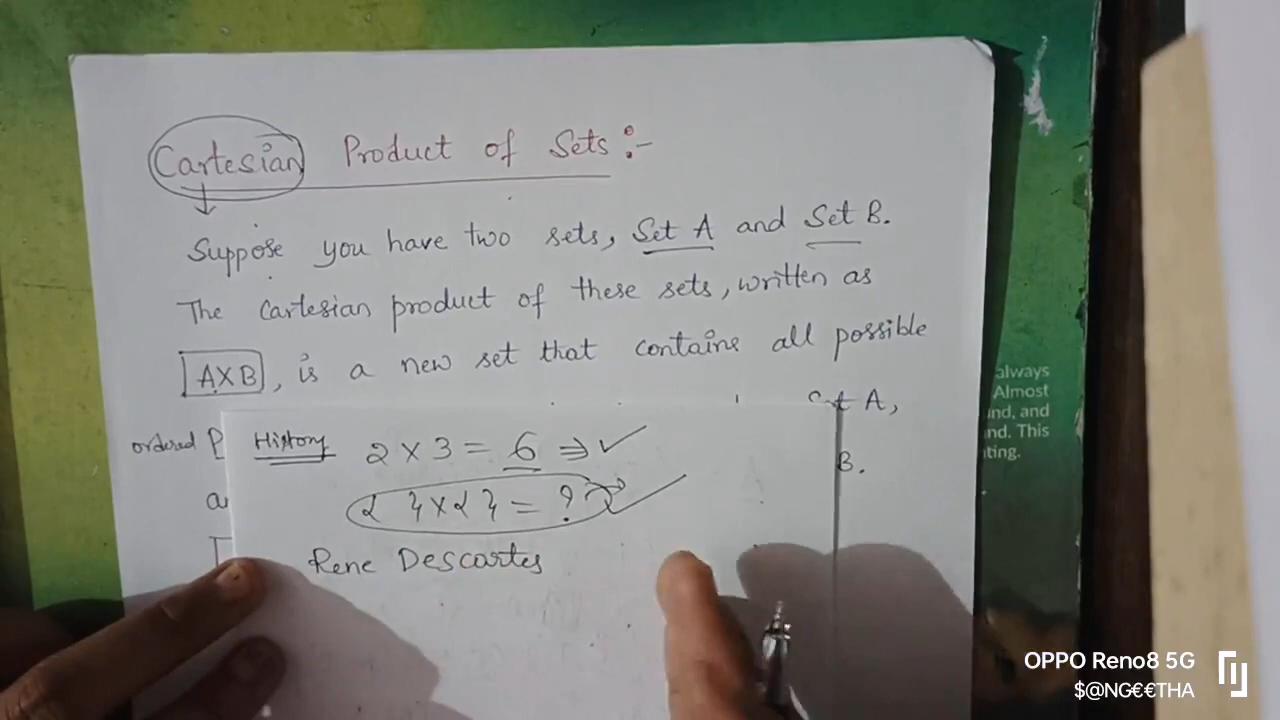 Cartesian Product of Sets :-
Suppose you have two sets, Set A and Set B.
The Cartesian product of these sets, written as
A×B, is a new set that contains all possible
ordered P
A,
B.
History 2 × 3 = 6 ⇒ ✓
{ } × { } = ?
Rene Descartes
always
Almost
and, and
nd. This
ting.
OPPO Reno8 5G
$@NG€€THA